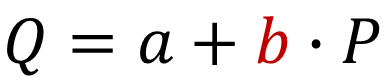 Q = a + b · P